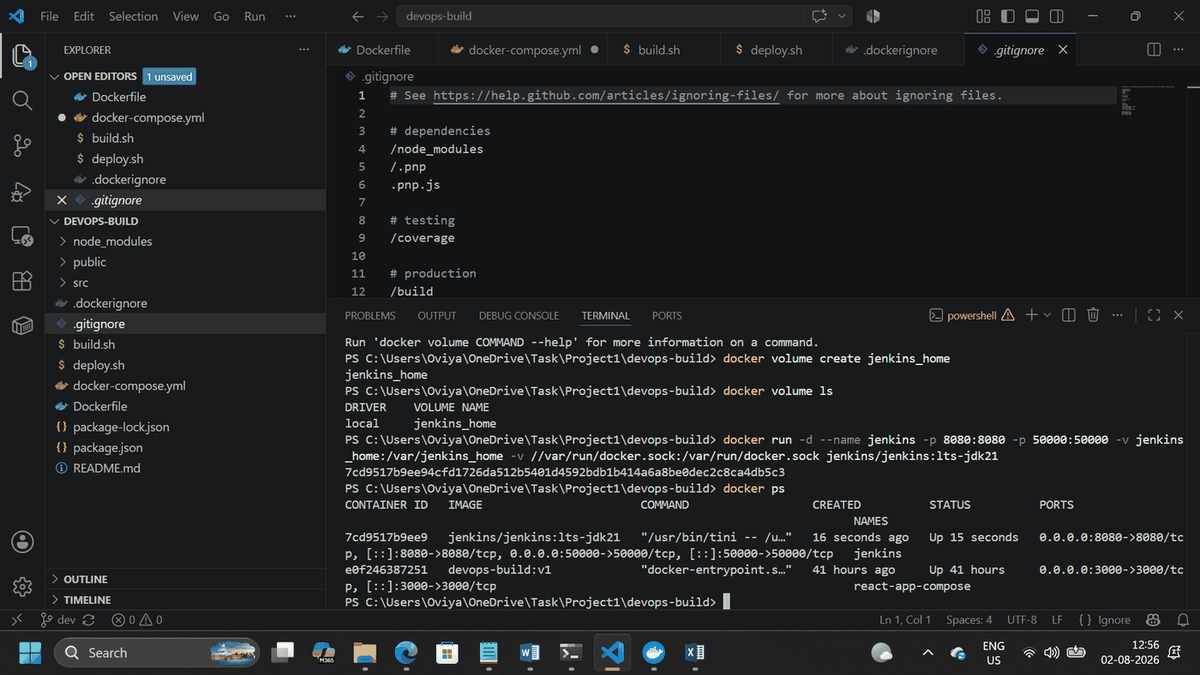 File Edit Selection View Go Run ··· devops-build
EXPLORER ···
OPEN EDITORS 1 unsaved
Dockerfile
docker-compose.yml
$ build.sh
$ deploy.sh
.dockerignore
.gitignore
DEVOPS-BUILD
node_modules
public
src
.dockerignore
.gitignore
$ build.sh
$ deploy.sh
docker-compose.yml
Dockerfile
{} package-lock.json
{} package.json
README.md
OUTLINE
TIMELINE
Dockerfile docker-compose.yml $ build.sh $ deploy.sh .dockerignore .gitignore
.gitignore
1 # See https://help.github.com/articles/ignoring-files/ for more about ignoring files.
2
3 # dependencies
4 /node_modules
5 /.pnp
6 .pnp.js
7
8 # testing
9 /coverage
10
11 # production
12 /build
PROBLEMS OUTPUT DEBUG CONSOLE TERMINAL PORTS powershell
Run 'docker volume COMMAND --help' for more information on a command.
PS C:\Users\Oviya\OneDrive\Task\Project1\devops-build> docker volume create jenkins_home
jenkins_home
PS C:\Users\Oviya\OneDrive\Task\Project1\devops-build> docker volume ls
DRIVER VOLUME NAME
local jenkins_home
PS C:\Users\Oviya\OneDrive\Task\Project1\devops-build> docker run -d --name jenkins -p 8080:8080 -p 50000:50000 -v jenkins
_home:/var/jenkins_home -v //var/run/docker.sock:/var/run/docker.sock jenkins/jenkins:lts-jdk21
7cd9517b9ee94cfd1726da512b5401d4592bdb1b414a6a8be0dec2c8ca4db5c3
PS C:\Users\Oviya\OneDrive\Task\Project1\devops-build> docker ps
CONTAINER ID IMAGE COMMAND CREATED STATUS PORTS
NAMES
7cd9517b9ee9 jenkins/jenkins:lts-jdk21 "/usr/bin/tini -- /u…" 16 seconds ago Up 15 seconds 0.0.0.0:8080->8080/tc
p, [::]:8080->8080/tcp, 0.0.0.0:50000->50000/tcp, [::]:50000->50000/tcp jenkins
e0f246387251 devops-build:v1 "docker-entrypoint.s…" 41 hours ago Up 41 hours 0.0.0.0:3000->3000/tc
p, [::]:3000->3000/tcp react-app-compose
PS C:\Users\Oviya\OneDrive\Task\Project1\devops-build>
dev 0 0 Ln 1, Col 1 Spaces: 4 UTF-8 LF {} Ignore
Search M365 ENG
US
12:56
02-08-2026